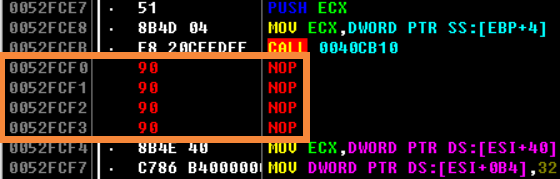 0052FCE7 . 51 PUSH ECX
0052FCE8 . 8B4D 04 MOV ECX,DWORD PTR SS:[EBP+4]
. E8 20CEEDEE CALL 0040CB10
0052FCF0 90 NOP
0052FCF1 90 NOP
0052FCF2 90 NOP
0052FCF3 90 NOP
0052FCF4 . 8B4E 40 MOV ECX,DWORD PTR DS:[ESI+40]
0052FCF7 . C786 B4000000 MOV DWORD PTR DS:[ESI+0B4],32